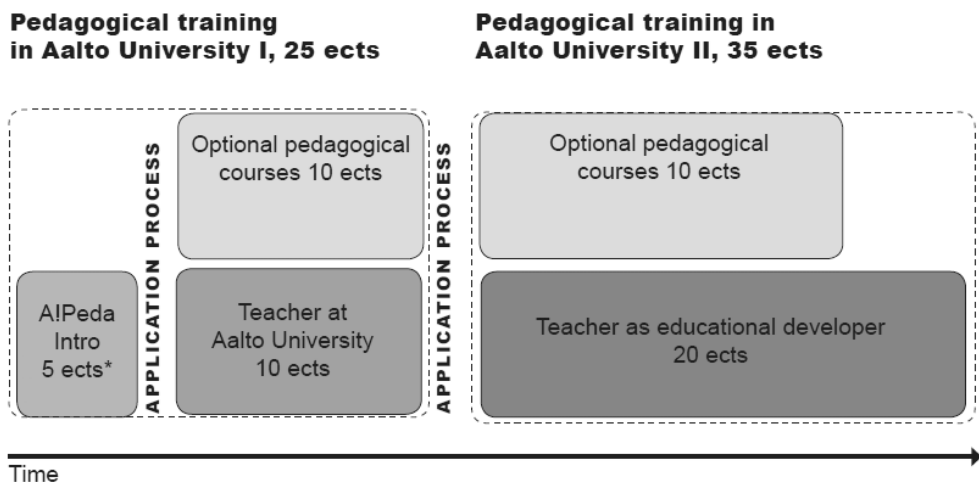 Pedagogical training
in Aalto University I, 25 ects
Pedagogical training in
Aalto University II, 35 ects
A!Peda
Intro
5 ects*
APPLICATION PROCESS
Optional pedagogical
courses 10 ects
Teacher at
Aalto University
10 ects
APPLICATION PROCESS
Optional pedagogical
courses 10 ects
Teacher as educational developer
20 ects
Time